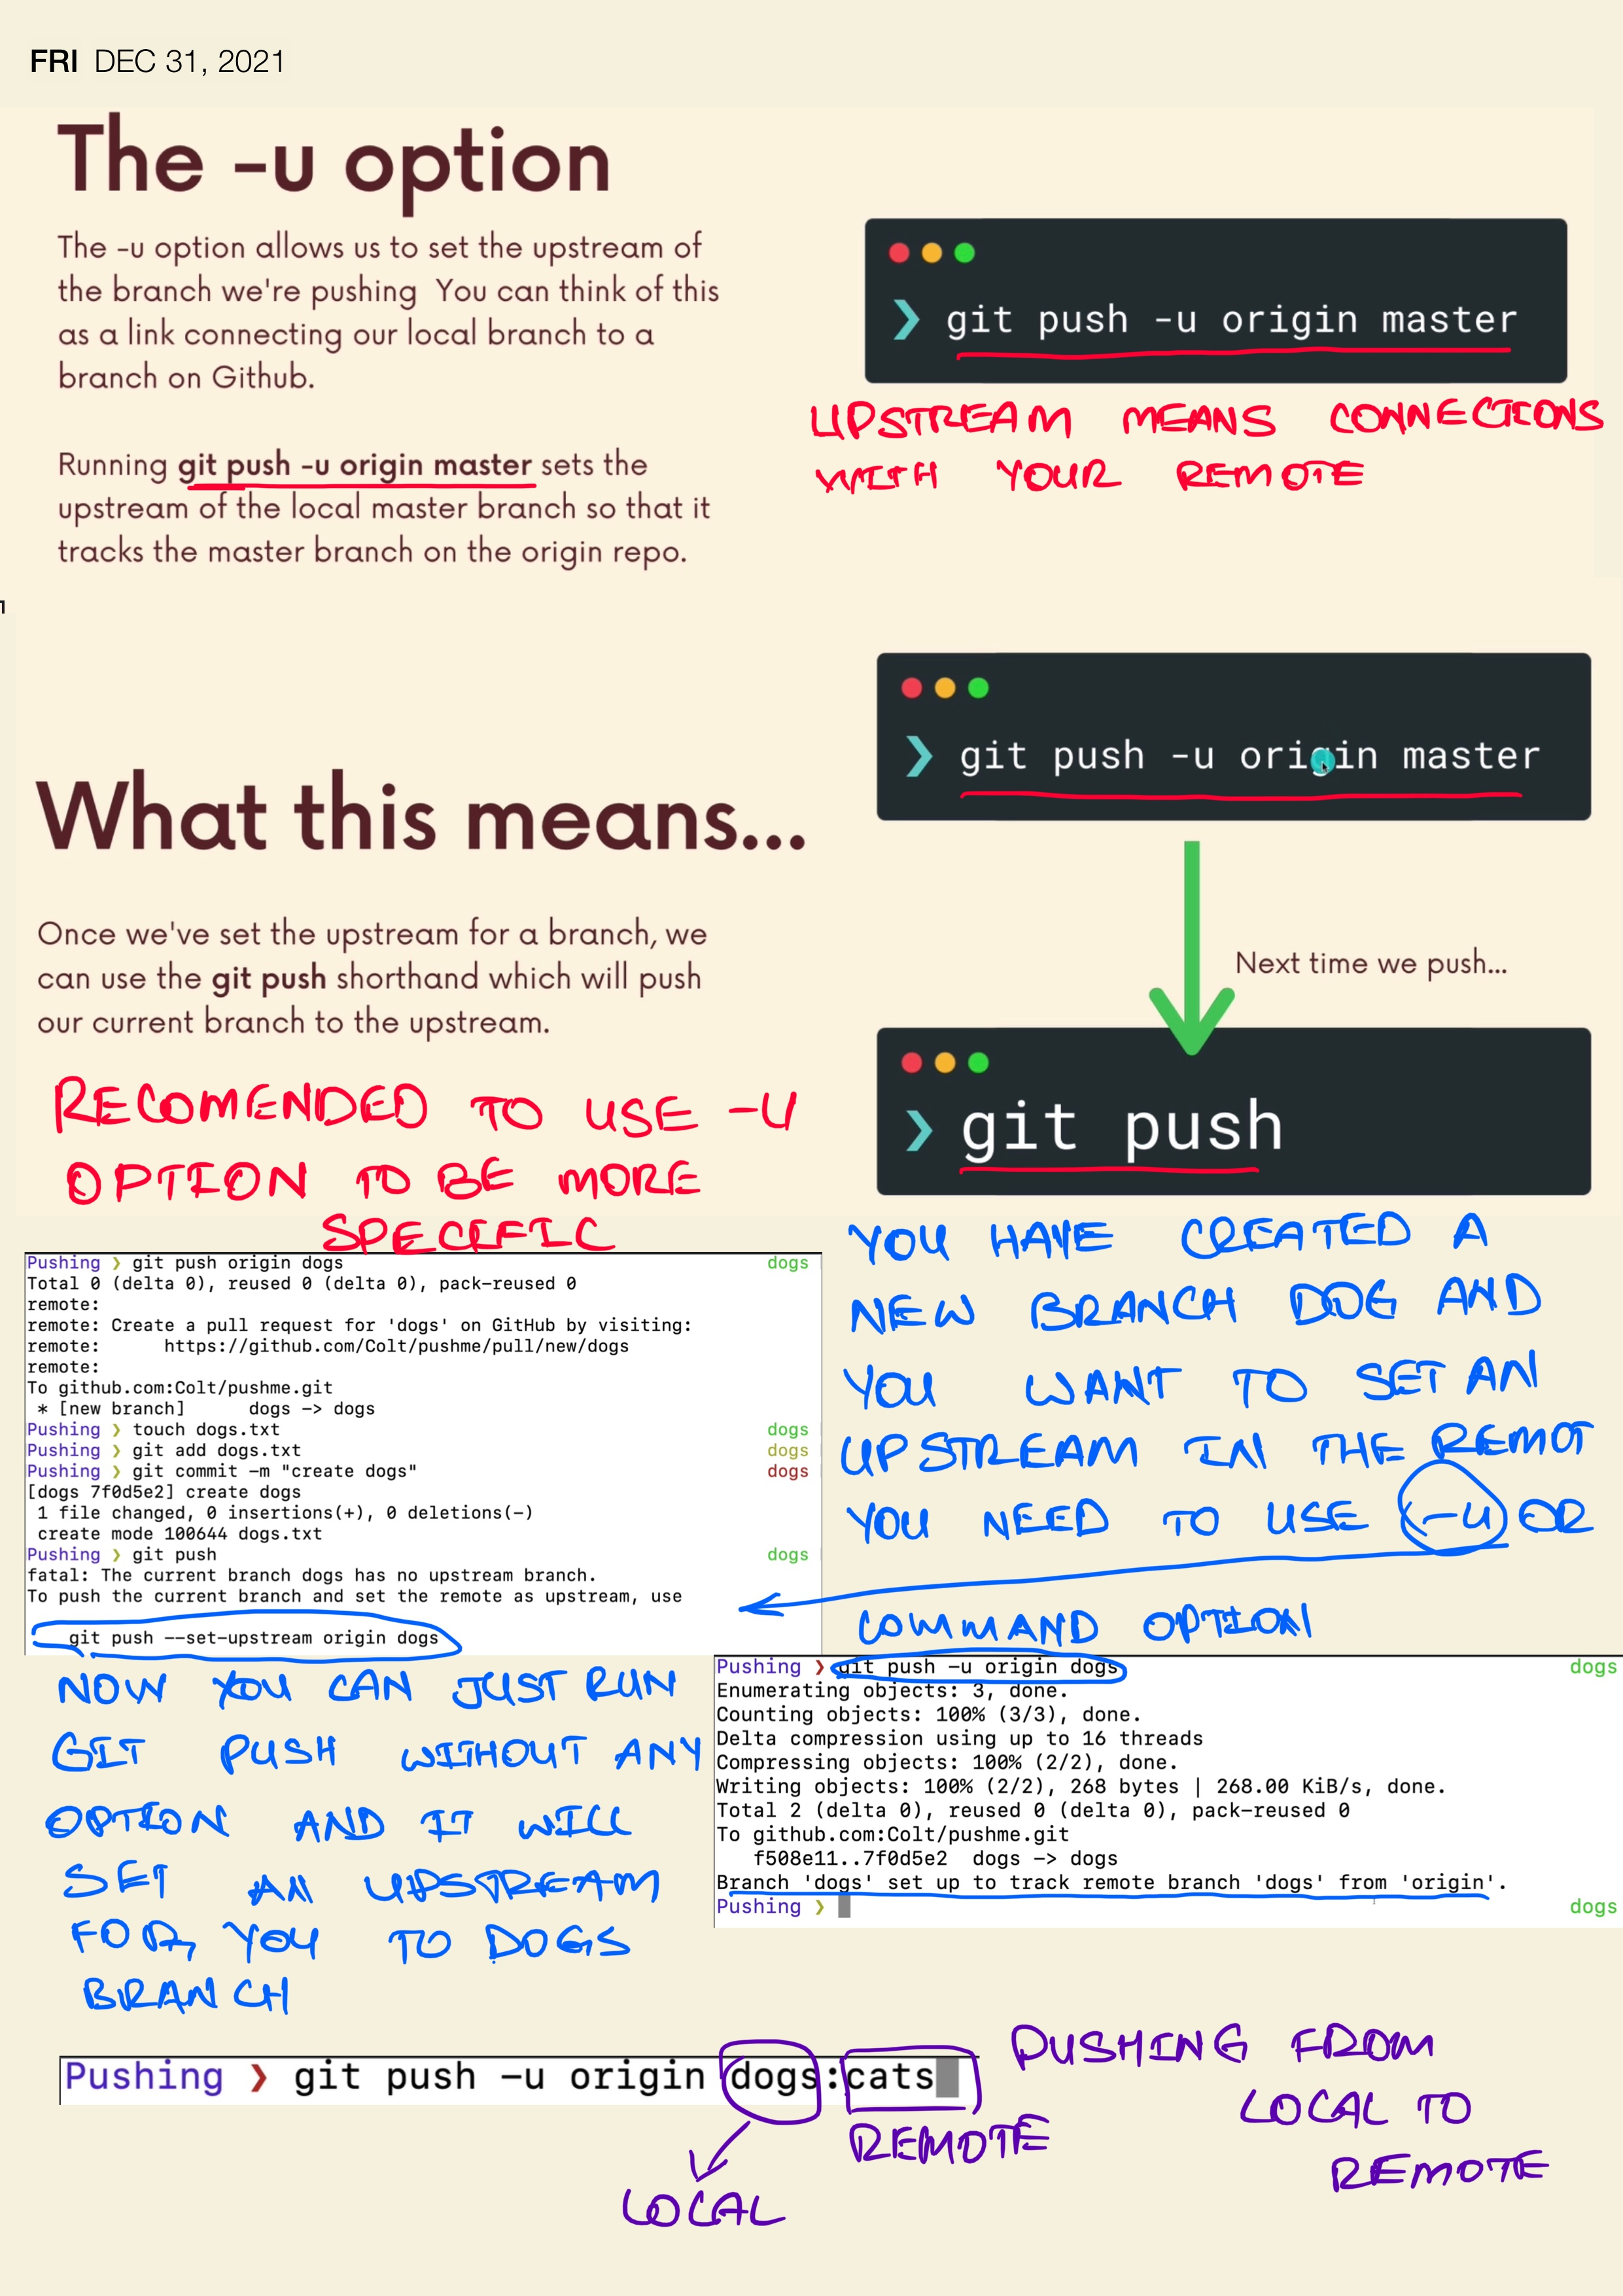 FRI DEC 31, 2021
The -u option
The -u option allows us to set the upstream of
the branch we're pushing You can think of this
as a link connecting our local branch to a
branch on Github.
Running git push -u origin master sets the
upstream of the local master branch so that it
tracks the master branch on the origin repo.
❯ git push -u origin master
UPSTREAM MEANS CONNECTIONS
WITH YOUR REMOTE
What this means...
Once we've set the upstream for a branch, we
can use the git push shorthand which will push
our current branch to the upstream.
❯ git push -u origin master
Next time we push...
❯ git push
RECOMENDED TO USE -U
OPTION TO BE MORE
SPECIFIC
Pushing ❯ git push origin dogs dogs
Total 0 (delta 0), reused 0 (delta 0), pack-reused 0
remote:
remote: Create a pull request for 'dogs' on GitHub by visiting:
remote: https://github.com/Colt/pushme/pull/new/dogs
remote:
To github.com:Colt/pushme.git
* [new branch] dogs -> dogs
Pushing ❯ touch dogs.txt dogs
Pushing ❯ git add dogs.txt dogs
Pushing ❯ git commit -m "create dogs" dogs
[dogs 7f0d5e2] create dogs
1 file changed, 0 insertions(+), 0 deletions(-)
create mode 100644 dogs.txt
Pushing ❯ git push dogs
fatal: The current branch dogs has no upstream branch.
To push the current branch and set the remote as upstream, use
git push --set-upstream origin dogs
YOU HAVE CREATED A
NEW BRANCH DOG AND
YOU WANT TO SET AN
UPSTREAM IN THE REMOT
YOU NEED TO USE -U OR
COMMAND OPTION
NOW YOU CAN JUST RUN
GIT PUSH WITHOUT ANY
OPTION AND IT WILL
SET AN UPSTREAM
FOR YOU TO DOGS
BRANCH
Pushing ❯ git push -u origin dogs dogs
Enumerating objects: 3, done.
Counting objects: 100% (3/3), done.
Delta compression using up to 16 threads
Compressing objects: 100% (2/2), done.
Writing objects: 100% (2/2), 268 bytes | 268.00 KiB/s, done.
Total 2 (delta 0), reused 0 (delta 0), pack-reused 0
To github.com:Colt/pushme.git
f508e11..7f0d5e2 dogs -> dogs
Branch 'dogs' set up to track remote branch 'dogs' from 'origin'.
Pushing ❯ dogs
Pushing ❯ git push -u origin dogs:cats
LOCAL
REMOTE
PUSHING FROM
LOCAL TO
REMOTE